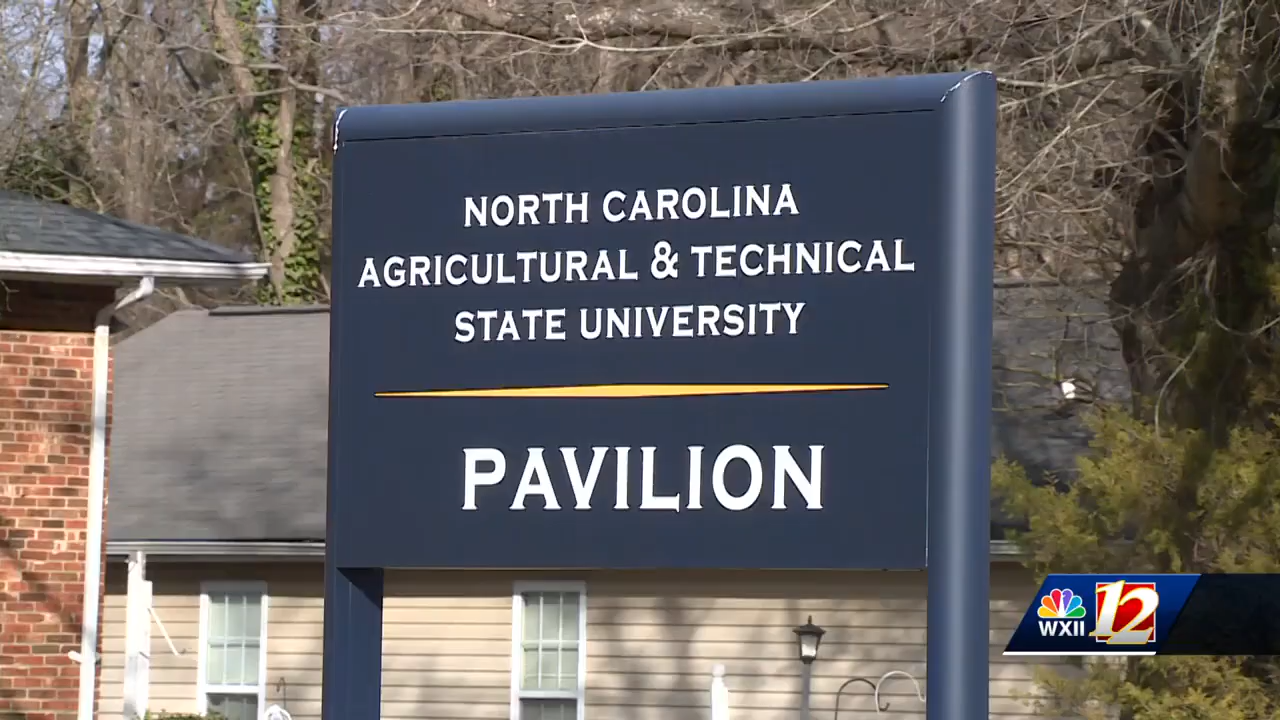 NORTH CAROLINA
AGRICULTURAL & TECHNICAL
STATE UNIVERSITY
PAVILION
WXII 12